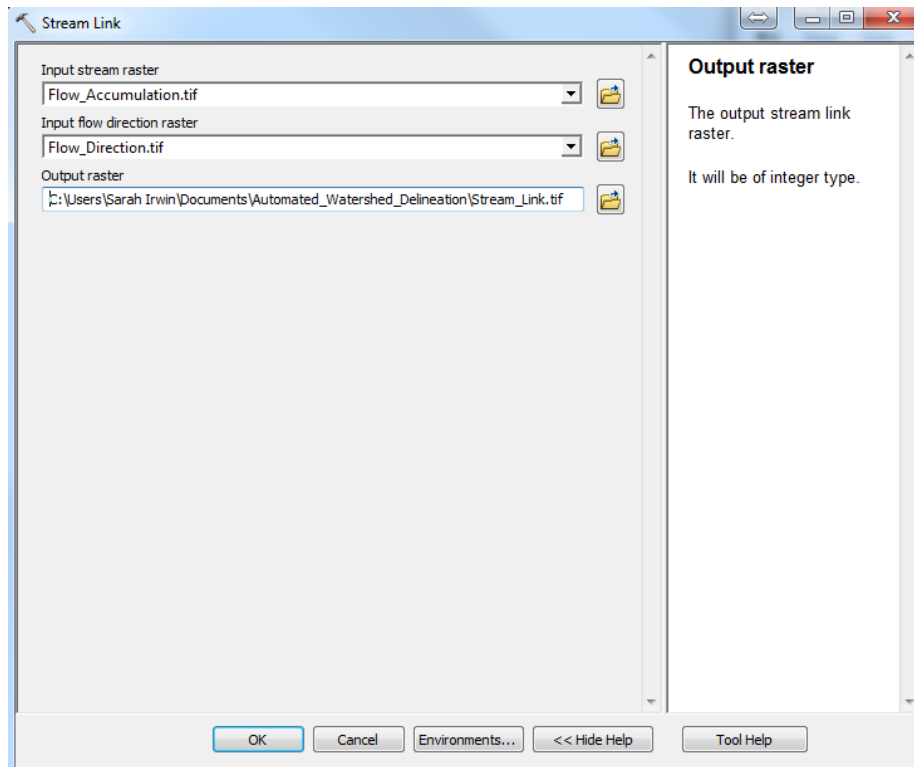 Stream Link
Input stream raster
Flow_Accumulation.tif
Input flow direction raster
Flow_Direction.tif
Output raster
C:\Users\Sarah Irwin\Documents\Automated_Watershed_Delineation\Stream_Link.tif
Output raster
The output stream link
raster.
It will be of integer type.
OK
Cancel
Environments...
<< Hide Help
Tool Help